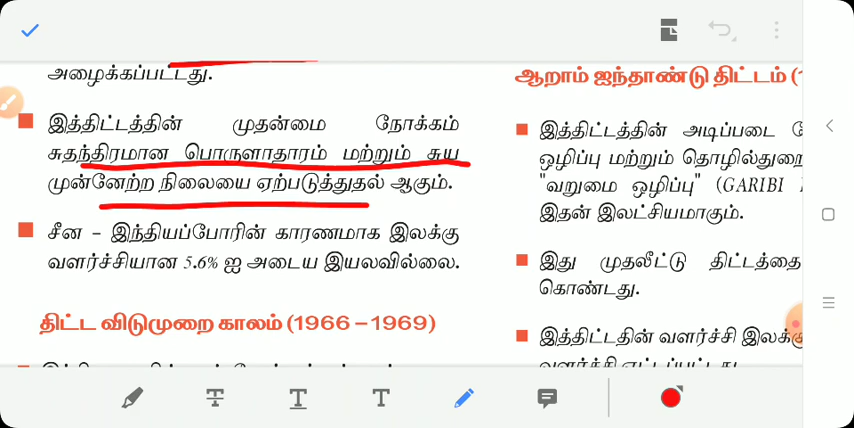 அழைக்கப்பட்டது.
இத்திட்டத்தின் முதன்மை நோக்கம்
சுதந்திரமான பொருளாதாரம் மற்றும் சுய
முன்னேற்ற நிலையை ஏற்படுத்துதல் ஆகும்.
சீன – இந்தியப்போரின் காரணமாக இலக்கு
வளர்ச்சியான 5.6% ஐ அடைய இயலவில்லை.
திட்ட விடுமுறை காலம் (1966 – 1969)
ஆறாம் ஐந்தாண்டு திட்டம் (1
இத்திட்டத்தின் அடிப்படை
ஒழிப்பு மற்றும் தொழில்துறை
"வறுமை ஒழிப்பு" (GARIBI
இதன் இலட்சியமாகும்.
இது முதலீட்டு திட்டத்தை
கொண்டது.
இத்திட்டதின் வளர்ச்சி இலக்கு
T T T